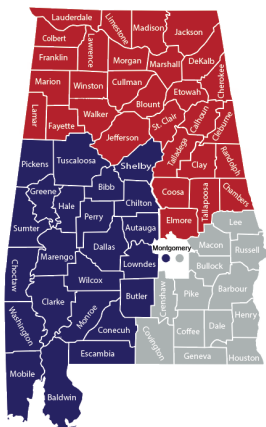 Lauderdale
Limestone
Madison
Jackson
Colbert
Lawrence
Franklin
Morgan
Marshall
DeKalb
Cherokee
Marion
Winston
Cullman
Etowah
Blount
Lamar
Fayette
Walker
St. Clair
Calhoun
Cleburne
Jefferson
Talladega
Clay
Randolph
Pickens
Tuscaloosa
Shelby
Coosa
Tallapoosa
Chambers
Bibb
Chilton
Greene
Hale
Perry
Autauga
Elmore
Lee
Sumter
Dallas
Montgomery
Macon
Russell
Marengo
Lowndes
Bullock
Choctaw
Wilcox
Butler
Crenshaw
Pike
Barbour
Clarke
Monroe
Conecuh
Coffee
Dale
Henry
Washington
Escambia
Covington
Geneva
Houston
Mobile
Baldwin